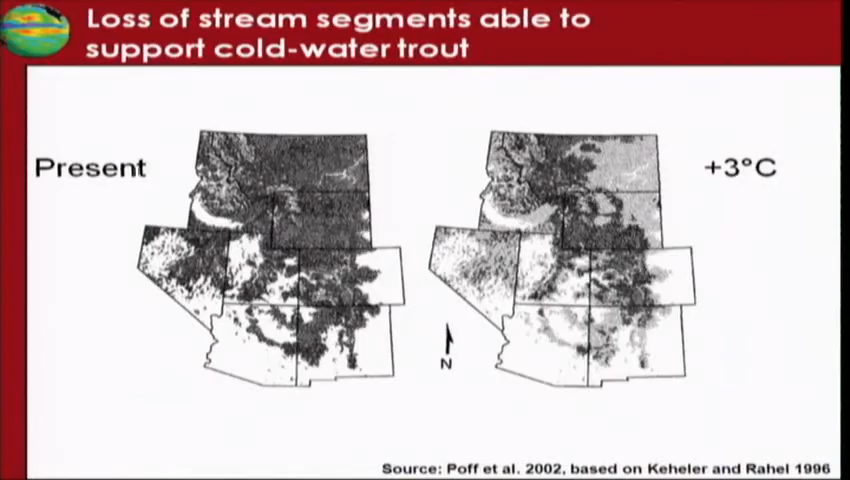 Loss of stream segments able to
support cold-water trout
Present
+3°C
N
Source: Poff et al. 2002, based on Keheler and Rahel 1996